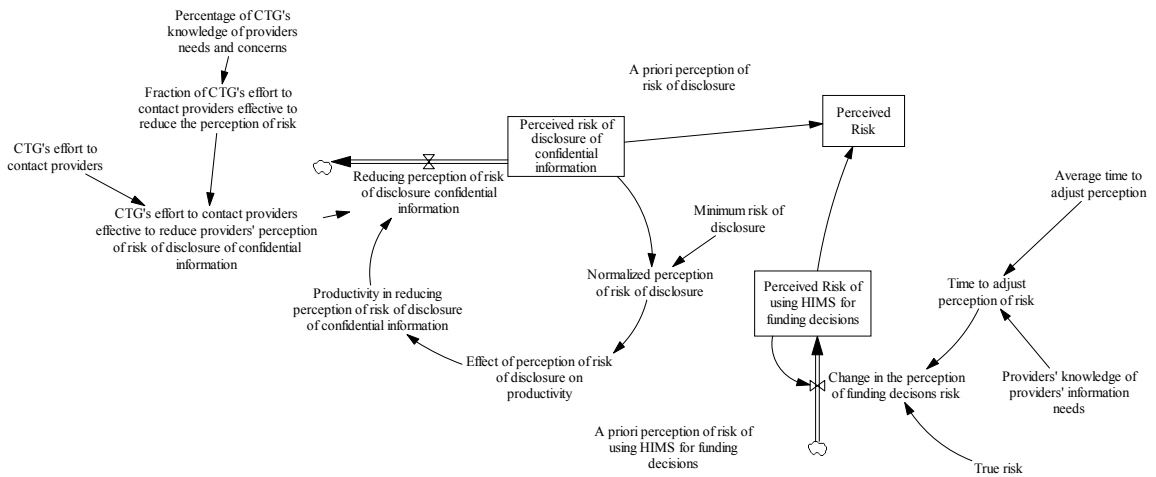 Percentage of CTG's
knowledge of providers
needs and concerns
Fraction of CTG's effort to
contact providers effective to
reduce the perception of risk
CTG's effort to
contact providers
CTG's effort to contact providers
effective to reduce providers' perception
of risk of disclosure of confidential
information
Reducing perception of risk
of disclosure confidential
information
Productivity in reducing
perception of risk of disclosure
of confidential information
Perceived risk of
disclosure of
confidential
information
A priori perception of
risk of disclosure
Perceived
Risk
Minimum risk of
disclosure
Normalized perception
of risk of disclosure
Effect of perception of risk
of disclosure on
productivity
A priori perception of risk of
using HIMS for funding
decisions
Perceived Risk of
using HIMS for
funding decisions
Change in the perception
of funding decisons risk
Average time to
adjust perception
Time to adjust
perception of risk
Providers' knowledge of
providers' information
needs
True risk